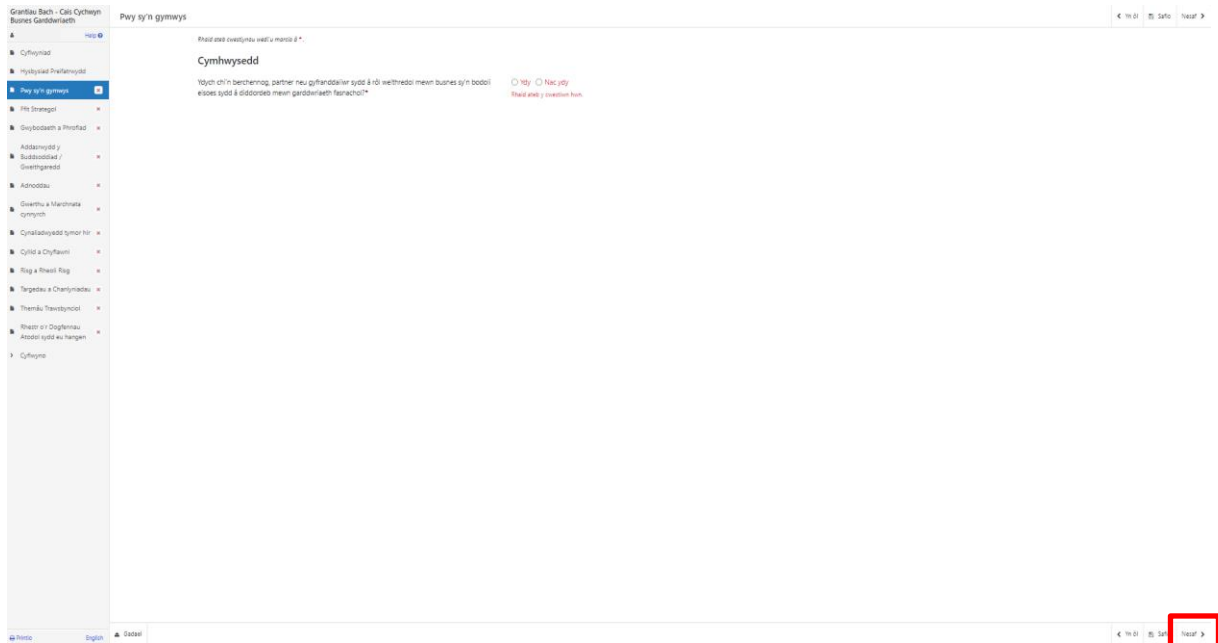 Grantiau Bach - Cais Cychwyn
Busnes Garddwriaeth
Help
Cyflwyniad
Hysbysiad Preifatrwydd
Pwy sy'n gymwys
Ffit Strategol
Gwybodaeth a Phrofiad
Addasrwydd y
Buddsoddiad /
Gweithgaredd
Adnoddau
Gwerthu a Marchnata
cynnyrch
Cynaliadwyedd tymor hir
Cyllid a Chyflawni
Risg a Rheoli Risg
Targedau a Chanlyniadau
Themâu Trawsbynciol
Rhestr o'r Dogfennau
Atodol sydd eu hangen
Cyflwyno
Printio English
Pwy sy'n gymwys
Yn ôl Safio Nesaf
Rhaid ateb cwestiynau wedi'u marcio â *.
Cymhwysedd
Ydych chi'n berchennog, partner neu gyfranddaliwr sydd â rôl weithredol mewn busnes sy'n bodoli
eisoes sydd â diddordeb mewn garddwriaeth fasnachol?*
Ydy Nac ydy
Rhaid ateb y cwestiwn hwn.
Gadael
Yn ôl Safio Nesaf